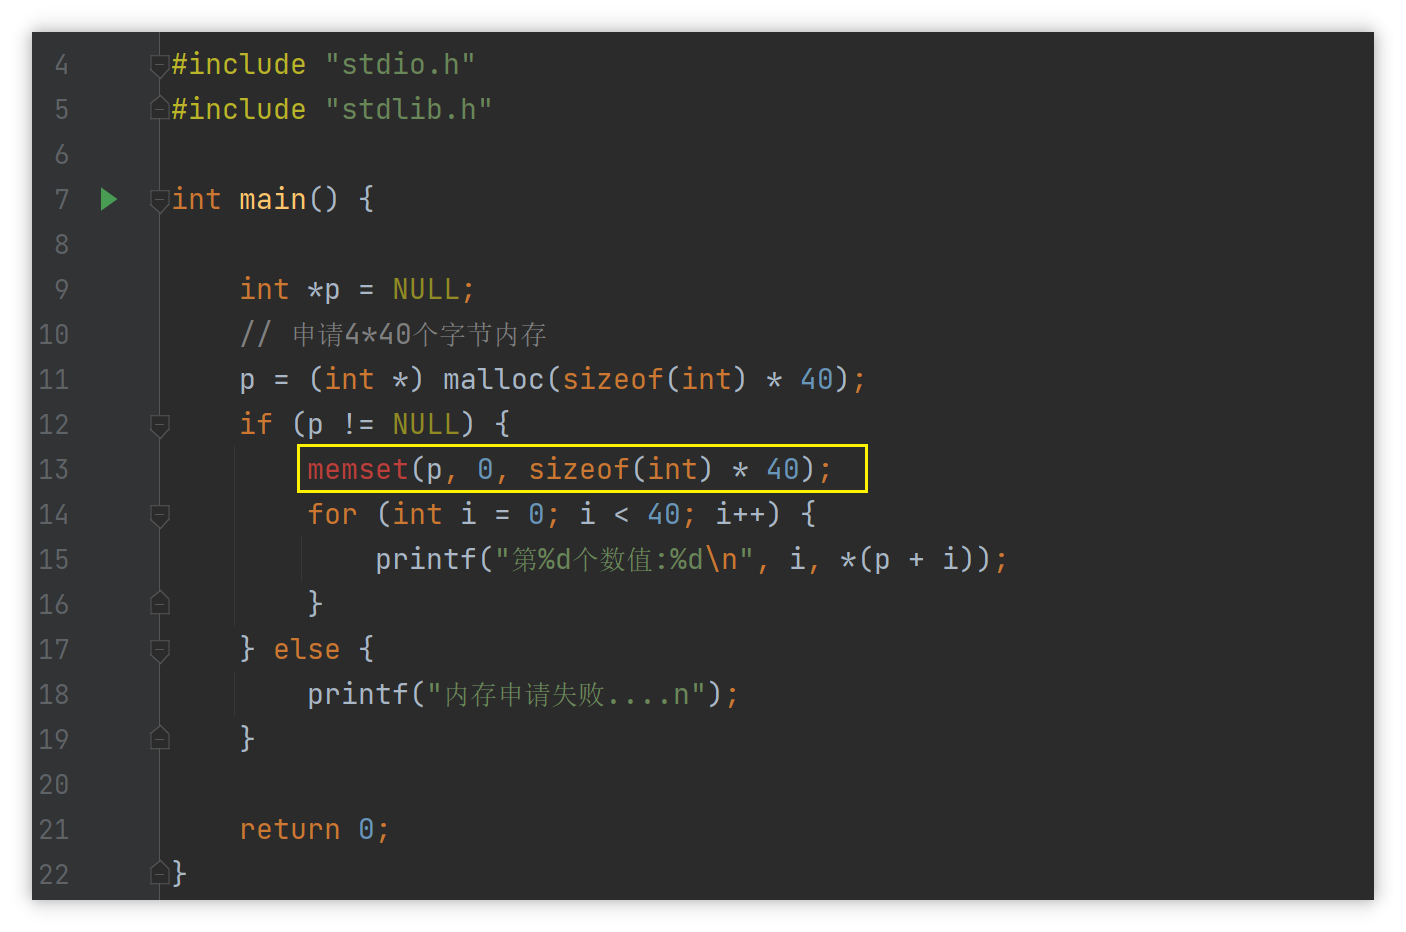 4 #include "stdio.h"
5 #include "stdlib.h"
6
7 int main() {
8
9 int *p = NULL;
10 // 申请4*40个字节内存
11 p = (int *) malloc(sizeof(int) * 40);
12 if (p != NULL) {
13 memset(p, 0, sizeof(int) * 40);
14 for (int i = 0; i < 40; i++) {
15 printf("第%d个数值:%d\n", i, *(p + i));
16 }
17 } else {
18 printf("内存申请失败....n");
19 }
20
21 return 0;
22 }